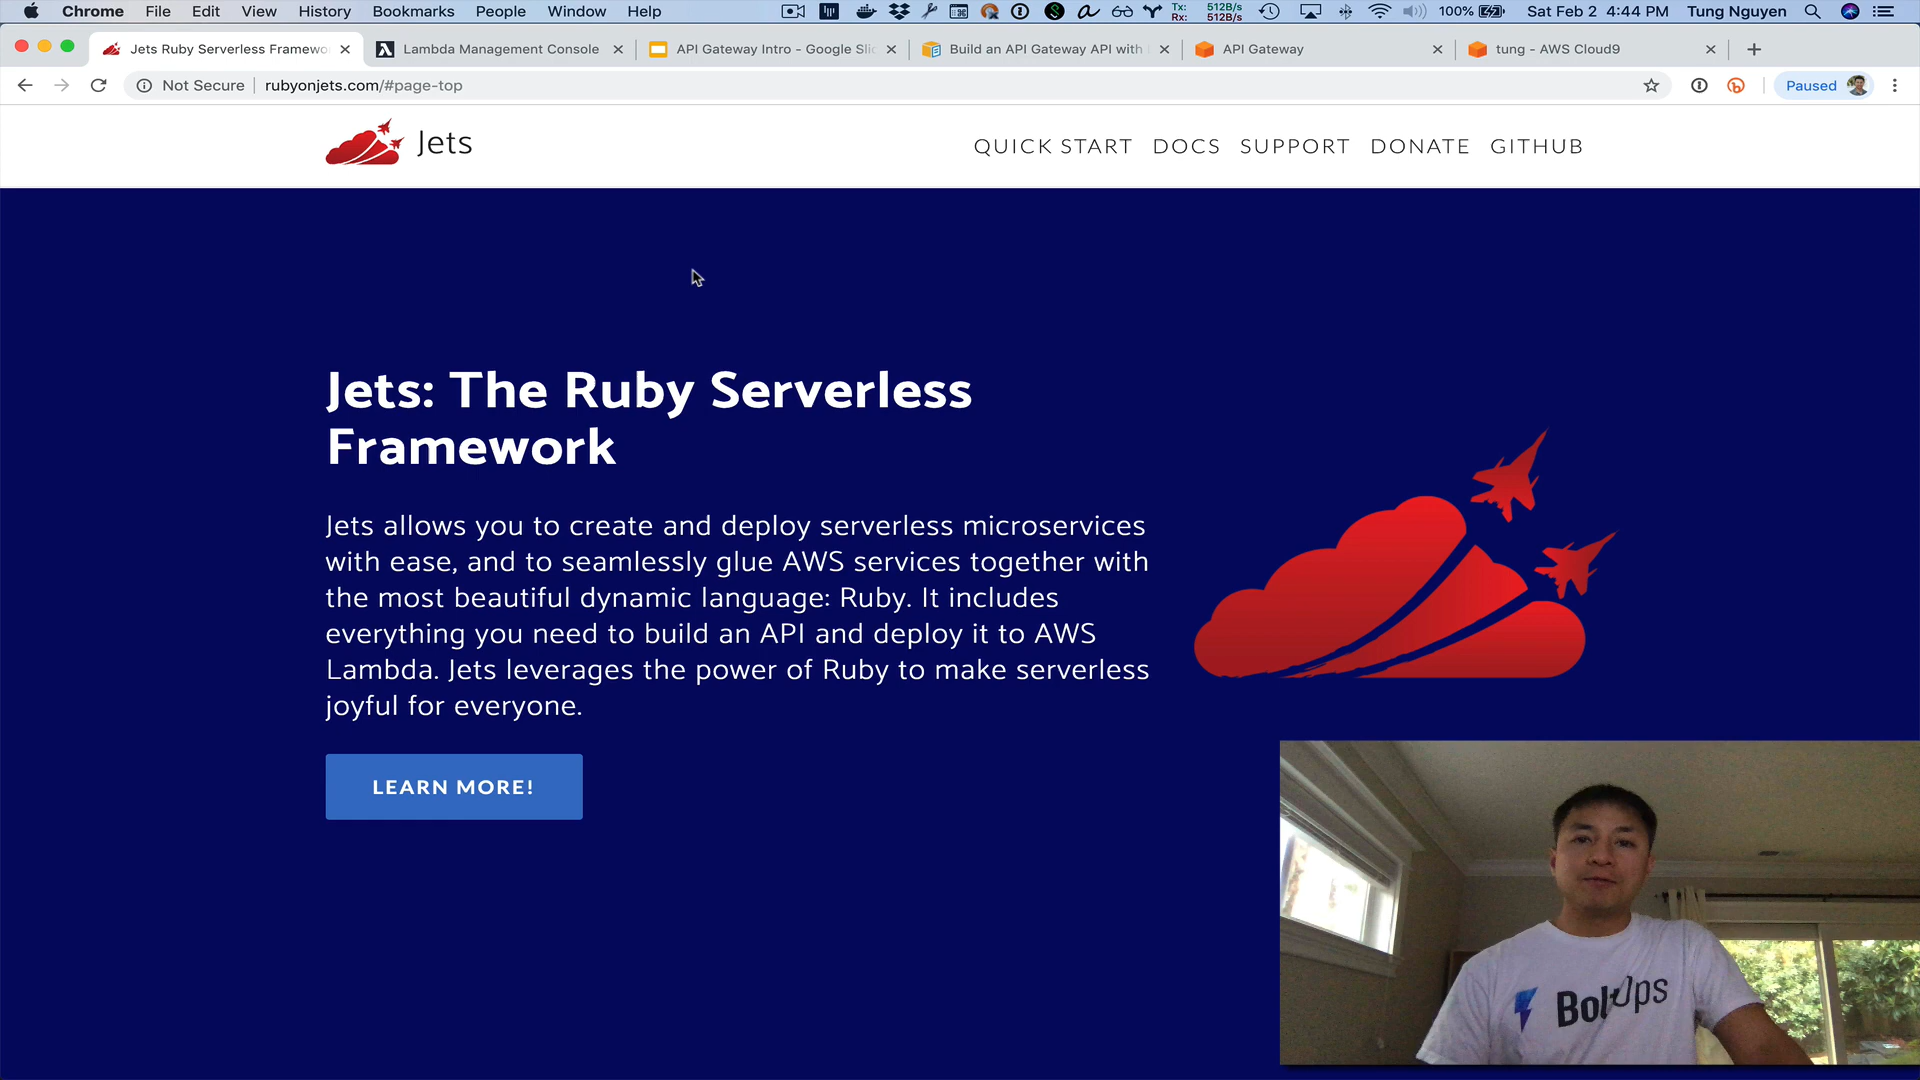 Chrome File Edit View History Bookmarks People Window Help Tx: 512B/s Rx: 512B/s 100% Sat Feb 2 4:44 PM Tung Nguyen
Jets Ruby Serverless Framewo Lambda Management Console API Gateway Intro - Google Slic Build an API Gateway API with API Gateway tung - AWS Cloud9
Not Secure rubyonjets.com/#page-top Paused
Jets QUICK START DOCS SUPPORT DONATE GITHUB
Jets: The Ruby Serverless
Framework
Jets allows you to create and deploy serverless microservices
with ease, and to seamlessly glue AWS services together with
the most beautiful dynamic language: Ruby. It includes
everything you need to build an API and deploy it to AWS
Lambda. Jets leverages the power of Ruby to make serverless
joyful for everyone.
LEARN MORE!
BoltOps